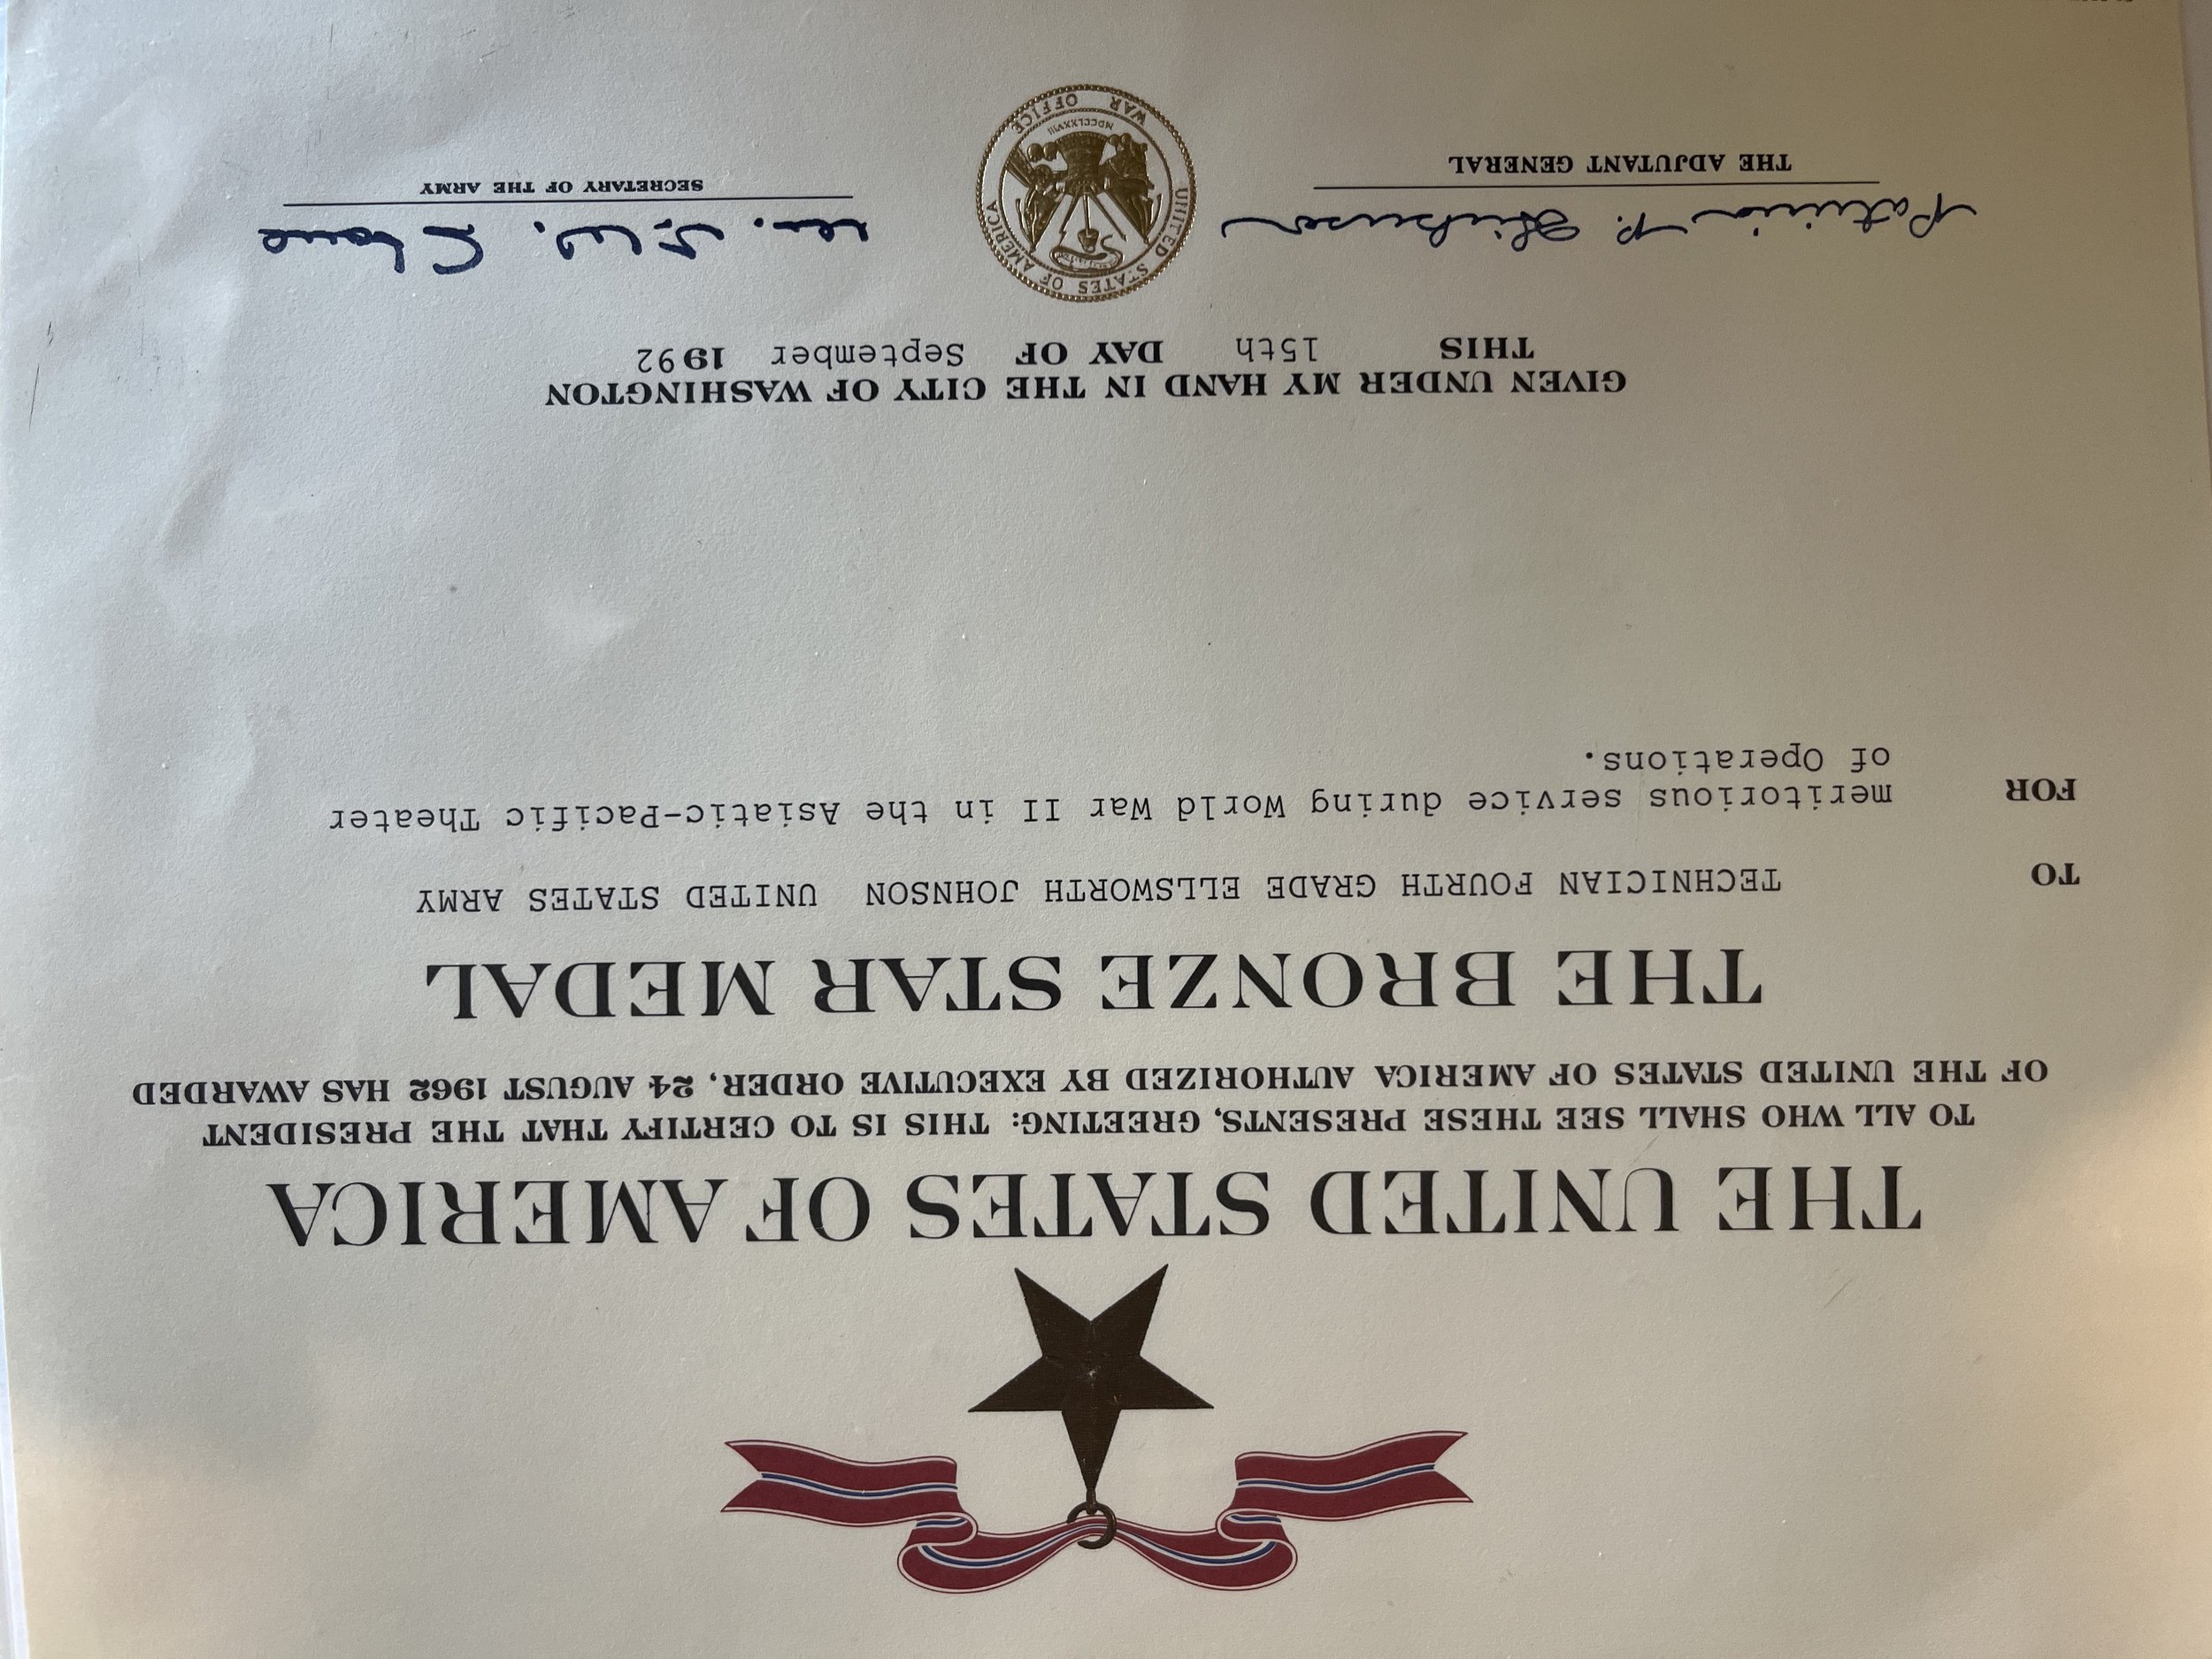 THE UNITED STATES OF AMERICA
TO ALL WHO SHALL SEE THESE PRESENTS, GREETING: THIS IS TO CERTIFY THAT THE PRESIDENT
OF THE UNITED STATES OF AMERICA AUTHORIZED BY EXECUTIVE ORDER, 24 AUGUST 1962 HAS AWARDED
THE BRONZE STAR MEDAL
TO TECHNICIAN FOURTH GRADE ELLSWORTH JOHNSON UNITED STATES ARMY
FOR meritorious service during World War II in the Asiatic-Pacific Theater
of Operations.
GIVEN UNDER MY HAND IN THE CITY OF WASHINGTON
THIS 15th DAY OF September 1992
Patricia P.
THE ADJUTANT GENERAL
UNITED STATES OF AMERICA
WAR OFFICE
MDCCLXXVIII
SECRETARY OF THE ARMY